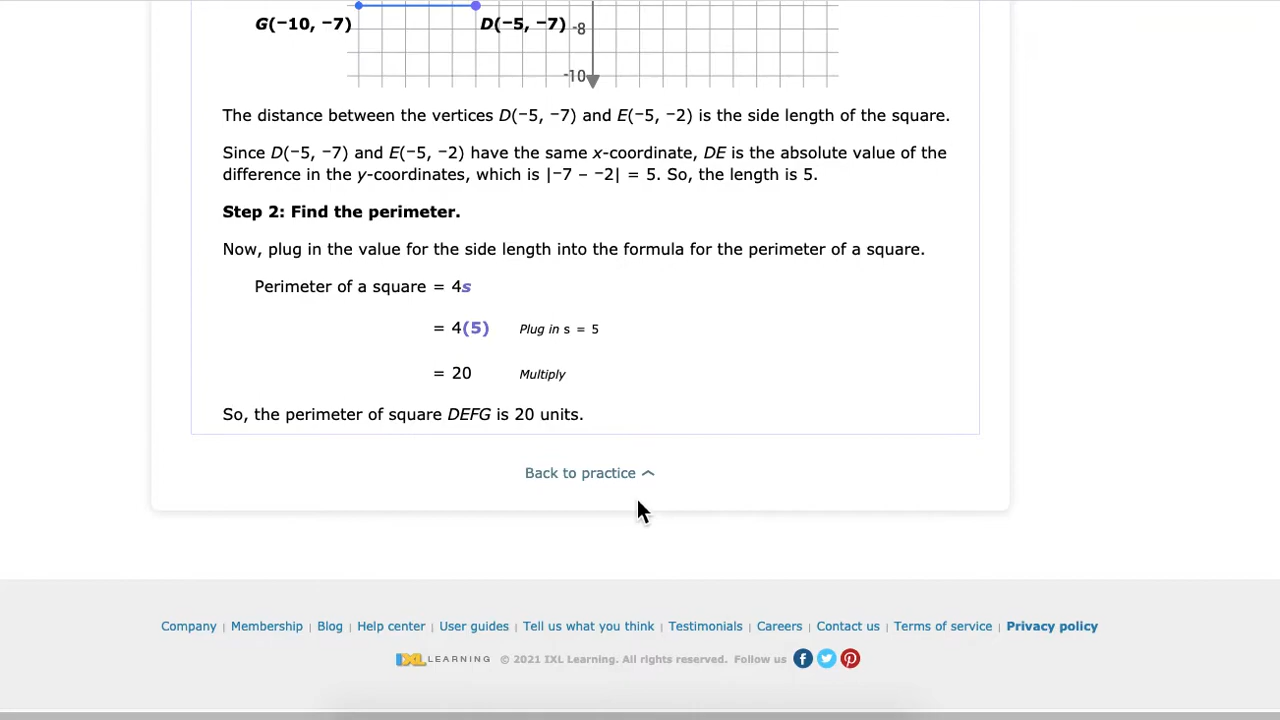 G(−10, −7)
D(−5, −7)
-8
-10
The distance between the vertices D(−5, −7) and E(−5, −2) is the side length of the square.
Since D(−5, −7) and E(−5, −2) have the same x-coordinate, DE is the absolute value of the
difference in the y-coordinates, which is |−7 − −2| = 5. So, the length is 5.
Step 2: Find the perimeter.
Now, plug in the value for the side length into the formula for the perimeter of a square.
Perimeter of a square = 4s
= 4(5) Plug in s = 5
= 20 Multiply
So, the perimeter of square DEFG is 20 units.
Back to practice
Company | Membership | Blog | Help center | User guides | Tell us what you think | Testimonials | Careers | Contact us | Terms of service | Privacy policy
IXL LEARNING © 2021 IXL Learning. All rights reserved. Follow us